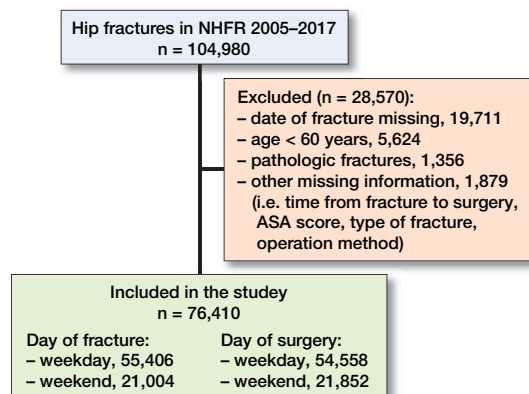 Hip fractures in NHFR 2005–2017
n = 104,980
Excluded (n = 28,570):
– date of fracture missing, 19,711
– age < 60 years, 5,624
– pathologic fractures, 1,356
– other missing information, 1,879
(i.e. time from fracture to surgery,
ASA score, type of fracture,
operation method)
Included in the studey
n = 76,410
Day of fracture:
– weekday, 55,406
– weekend, 21,004
Day of surgery:
– weekday, 54,558
– weekend, 21,852